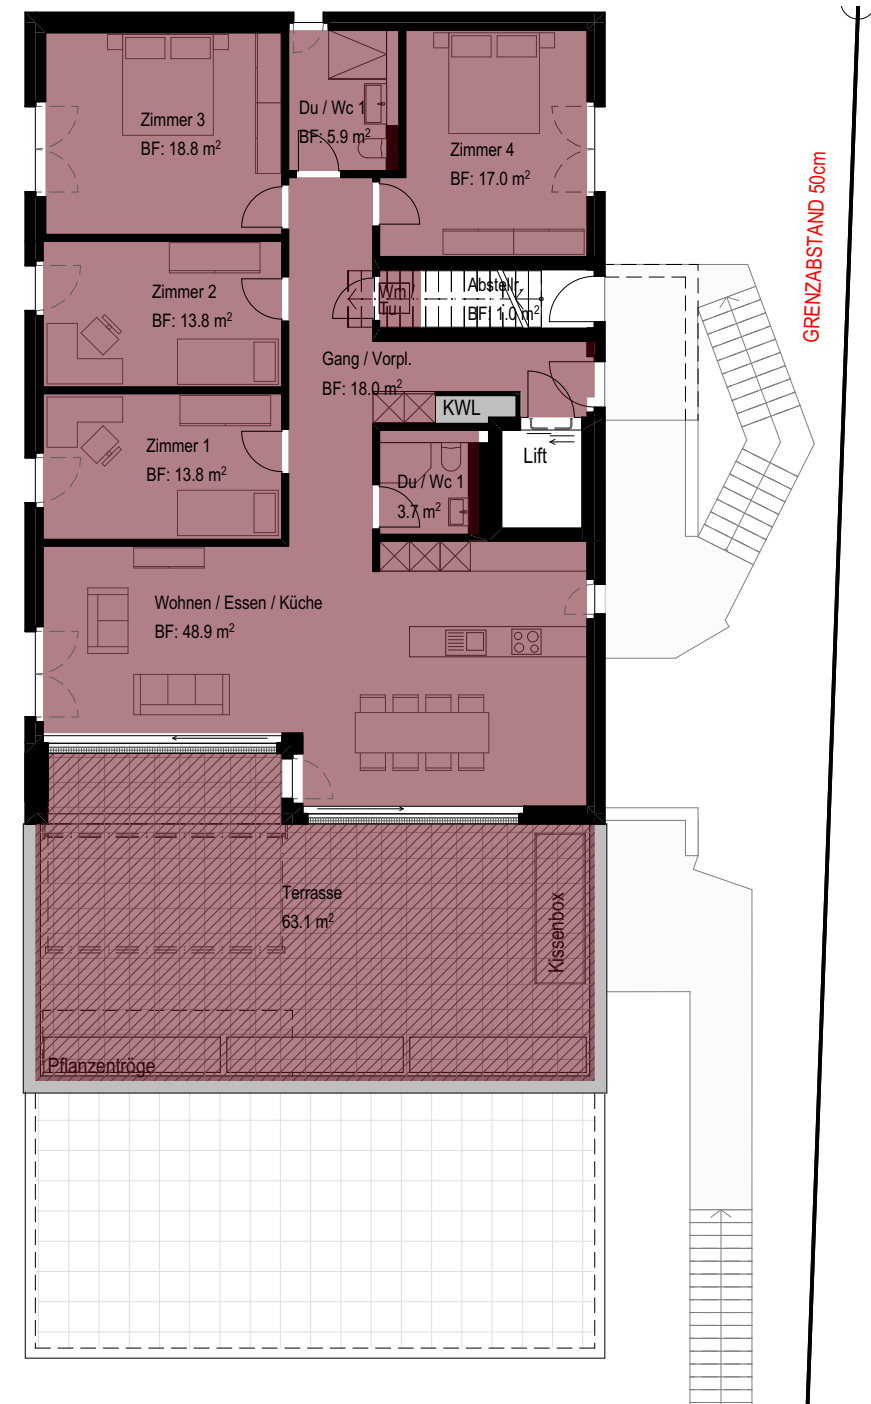 Zimmer 3
BF: 18.8 m²
Du / Wc 1
BF: 5.9 m²
Zimmer 4
BF: 17.0 m²
GRENZABSTAND 50cm
Zimmer 2
BF: 13.8 m²
Wm /
Tu
Abstellr.
BF: 1.0 m²
Gang / Vorpl.
BF: 18.0 m²
KWL
Zimmer 1
BF: 13.8 m²
Lift
Du / Wc 1
3.7 m²
Wohnen / Essen / Küche
BF: 48.9 m²
Terrasse
63.1 m²
Kissenbox
Pflanzentröge